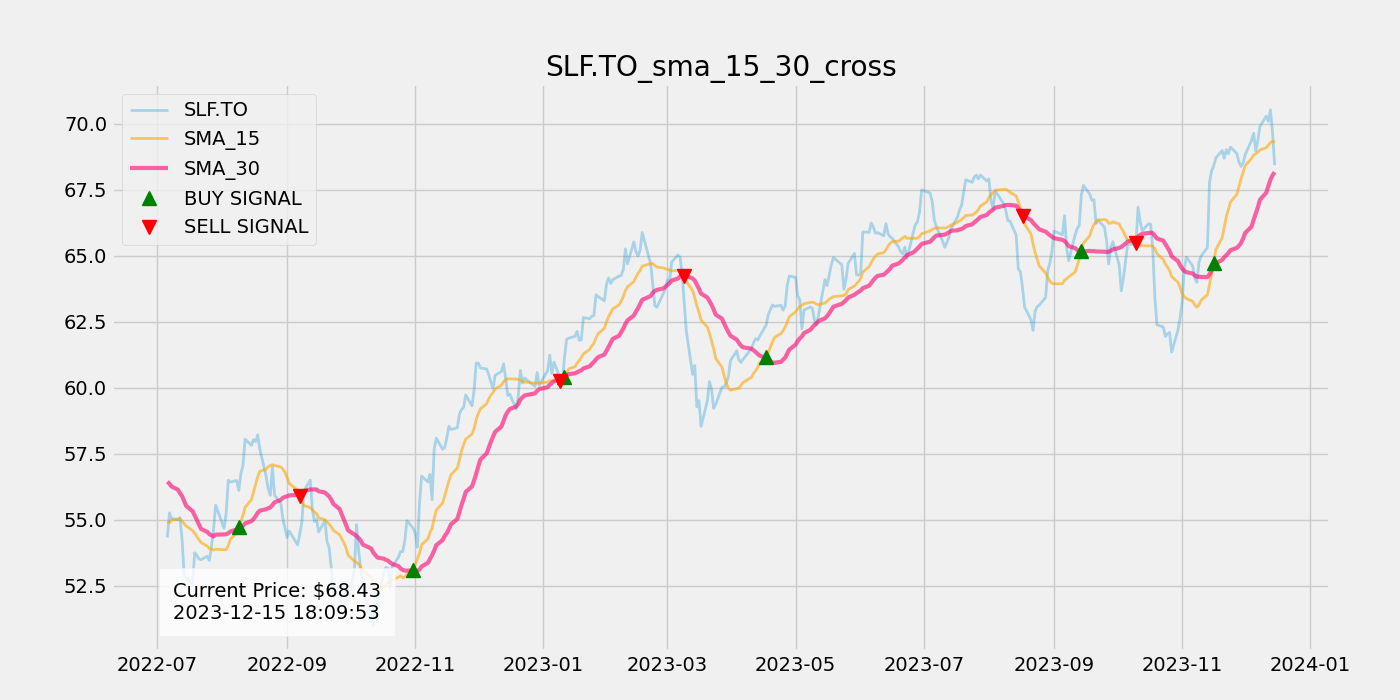 SLF.TO_sma_15_30_cross
SLF.TO
SMA_15
SMA_30
BUY SIGNAL
SELL SIGNAL
70.0
67.5
65.0
62.5
60.0
57.5
55.0
52.5
Current Price: $68.43
2023-12-15 18:09:53
2022-07 2022-09 2022-11 2023-01 2023-03 2023-05 2023-07 2023-09 2023-11 2024-01